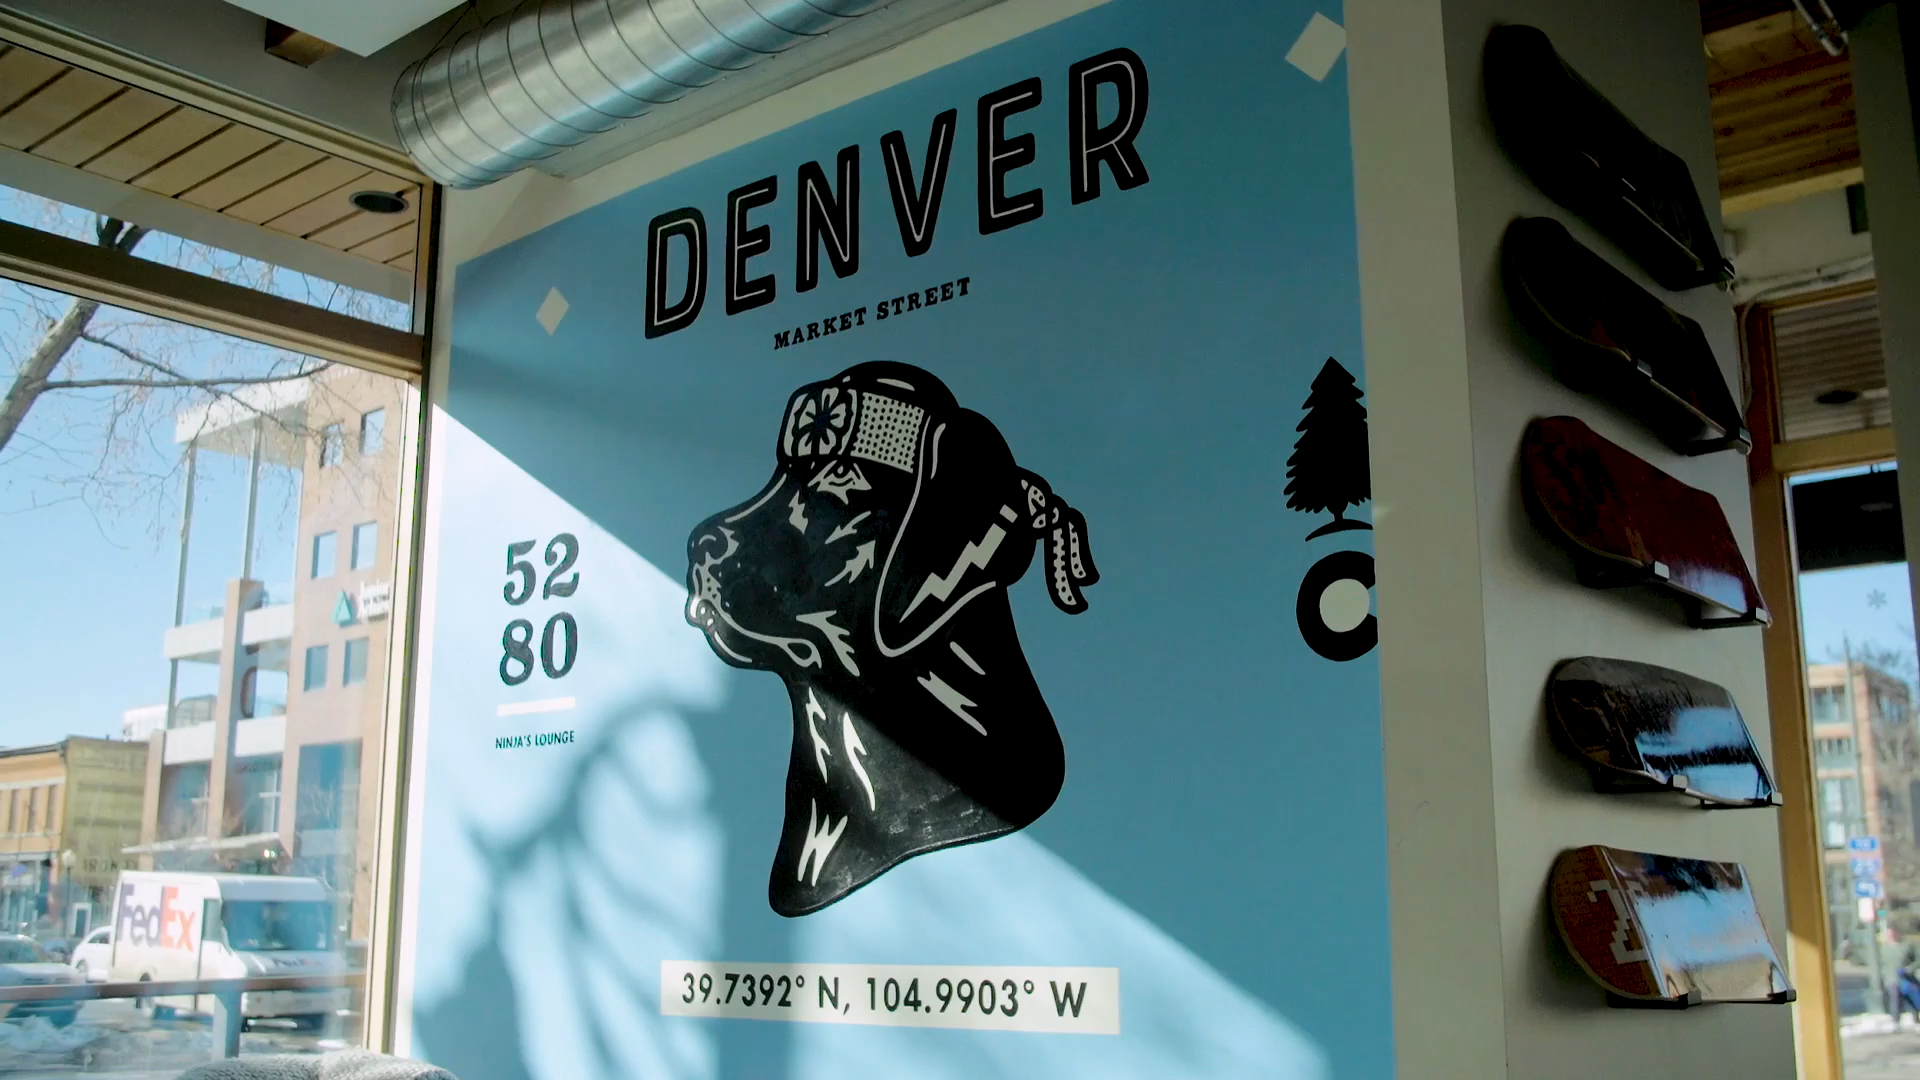 DENVER
MARKET STREET
52
80
NINJA'S LOUNGE
C
39.7392° N, 104.9903° W
FedEx